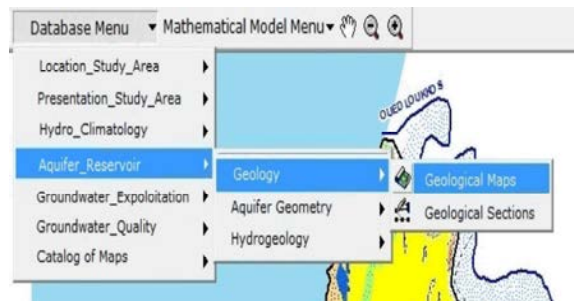 Database Menu Mathematical Model Menu
Location_Study_Area
Presentation_Study_Area
Hydro_Climatology
Aquifer_Reservoir
Groundwater_Expoloitation
Groundwater_Quality
Catalog of Maps
Geology
Aquifer Geometry
Hydrogeology
Geological Maps
Geological Sections
OUED LOUKKOS